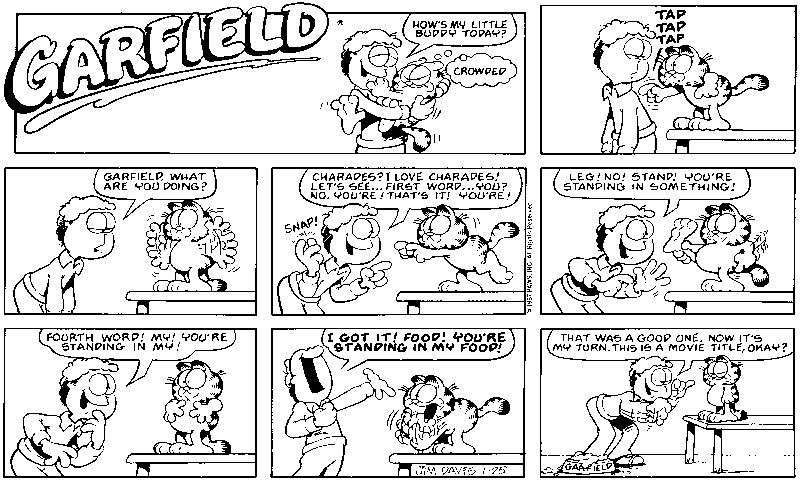 GARFIELD
HOW'S MY LITTLE
BUDDY TODAY?
CROWDED
TAP
TAP
TAP
GARFIELD, WHAT
ARE YOU DOING?
CHARADES? I LOVE CHARADES!
LET'S SEE... FIRST WORD... YOU?
NO. YOU'RE! THAT'S IT! YOU'RE!
SNAP!
LEG! NO! STAND! YOU'RE
STANDING IN SOMETHING!
FOURTH WORD! MY! YOU'RE
STANDING IN MY!
I GOT IT! FOOD! YOU'RE
STANDING IN MY FOOD!
JIM DAVIS 1-25
THAT WAS A GOOD ONE. NOW IT'S
MY TURN. THIS IS A MOVIE TITLE, OKAY?
GARFIELD